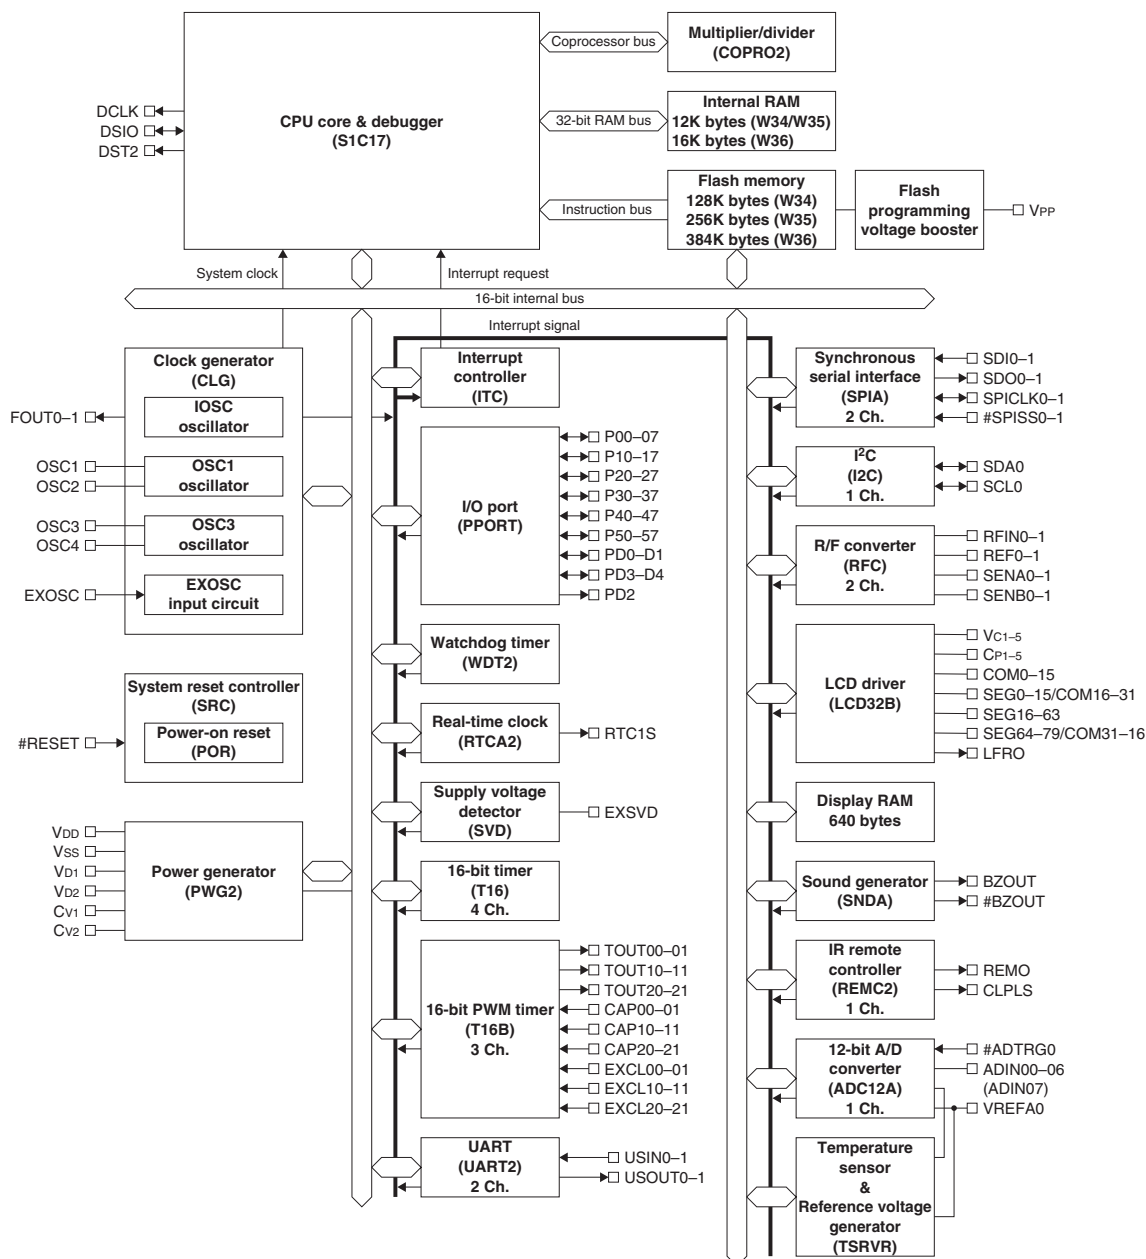 Multiplier/divider
(COPRO2)
Coprocessor bus
Internal RAM
12K bytes (W34/W35)
16K bytes (W36)
32-bit RAM bus
CPU core & debugger
(S1C17)
DCLK
DSIO
DST2
Flash memory
128K bytes (W34)
256K bytes (W35)
384K bytes (W36)
Instruction bus
Flash
programming
voltage booster
VPP
System clock
Interrupt request
16-bit internal bus
Interrupt signal
Clock generator
(CLG)
IOSC
oscillator
OSC1
oscillator
OSC3
oscillator
EXOSC
input circuit
FOUT0–1
OSC1
OSC2
OSC3
OSC4
EXOSC
System reset controller
(SRC)
Power-on reset
(POR)
#RESET
Power generator
(PWG2)
VDD
VSS
VD1
VD2
CV1
CV2
Interrupt
controller
(ITC)
I/O port
(PPORT)
P00–07
P10–17
P20–27
P30–37
P40–47
P50–57
PD0–D1
PD3–D4
PD2
Watchdog timer
(WDT2)
Real-time clock
(RTCA2)
RTC1S
Supply voltage
detector
(SVD)
EXSVD
16-bit timer
(T16)
4 Ch.
16-bit PWM timer
(T16B)
3 Ch.
TOUT00–01
TOUT10–11
TOUT20–21
CAP00–01
CAP10–11
CAP20–21
EXCL00–01
EXCL10–11
EXCL20–21
UART
(UART2)
2 Ch.
USIN0–1
USOUT0–1
Synchronous
serial interface
(SPIA)
2 Ch.
SDI0–1
SDO0–1
SPICLK0–1
#SPISS0–1
I²C
(I2C)
1 Ch.
SDA0
SCL0
R/F converter
(RFC)
2 Ch.
RFIN0–1
REF0–1
SENA0–1
SENB0–1
LCD driver
(LCD32B)
VC1–5
CP1–5
COM0–15
SEG0–15/COM16–31
SEG16–63
SEG64–79/COM31–16
LFRO
Display RAM
640 bytes
Sound generator
(SNDA)
BZOUT
#BZOUT
IR remote
controller
(REMC2)
1 Ch.
REMO
CLPLS
12-bit A/D
converter
(ADC12A)
1 Ch.
#ADTRG0
ADIN00–06
(ADIN07)
VREFA0
Temperature
sensor
&
Reference voltage
generator
(TSRVR)